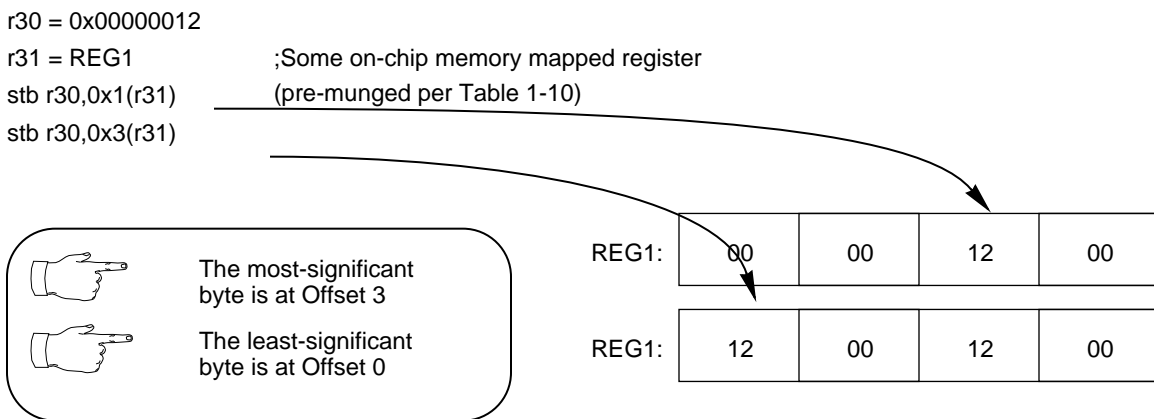 r30 = 0x00000012
r31 = REG1 ;Some on-chip memory mapped register
stb r30,0x1(r31) (pre-munged per Table 1-10)
stb r30,0x3(r31)
REG1: 00 00 12 00
The most-significant
byte is at Offset 3
REG1: 12 00 12 00
The least-significant
byte is at Offset 0